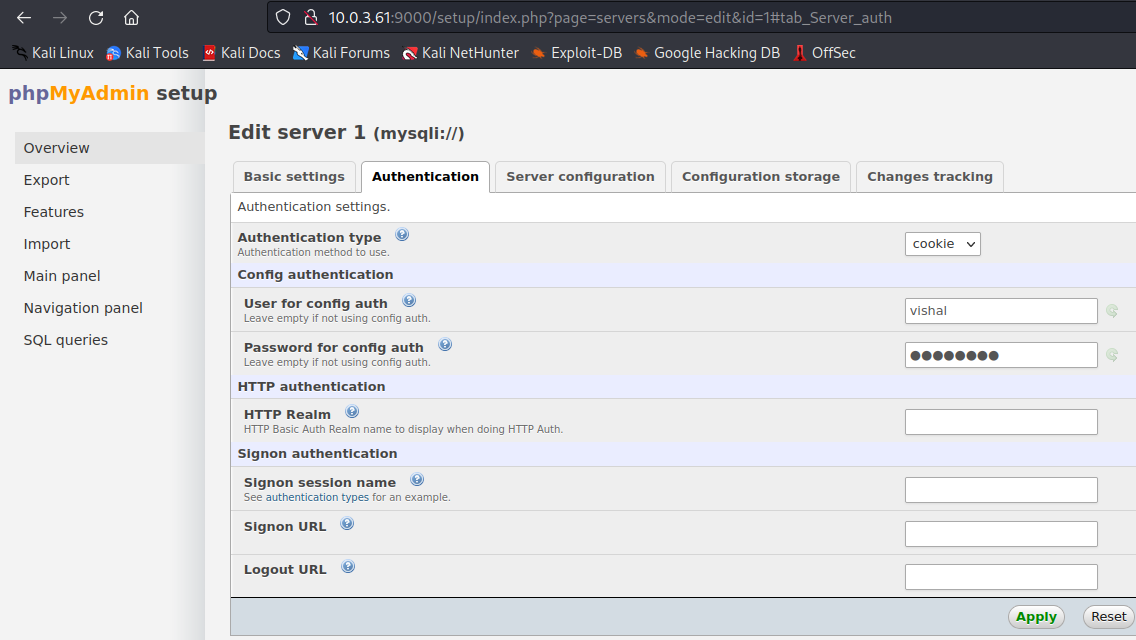 10.0.3.61:9000/setup/index.php?page=servers&mode=edit&id=1#tab_Server_auth
Kali Linux Kali Tools Kali Docs Kali Forums Kali NetHunter Exploit-DB Google Hacking DB OffSec
phpMyAdmin setup
Overview
Export
Features
Import
Main panel
Navigation panel
SQL queries
Edit server 1 (mysqli://)
Basic settings Authentication Server configuration Configuration storage Changes tracking
Authentication settings.
Authentication type
Authentication method to use.
cookie
Config authentication
User for config auth
Leave empty if not using config auth.
vishal
Password for config auth
Leave empty if not using config auth.
●●●●●●●●
HTTP authentication
HTTP Realm
HTTP Basic Auth Realm name to display when doing HTTP Auth.
Signon authentication
Signon session name
See authentication types for an example.
Signon URL
Logout URL
Apply Reset